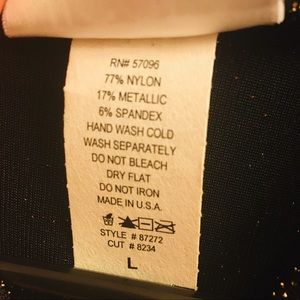 RN# 57096
77% NYLON
17% METALLIC
6% SPANDEX
HAND WASH COLD
WASH SEPARATELY
DO NOT BLEACH
DRY FLAT
DO NOT IRON
MADE IN U.S.A.
STYLE # 87272
CUT # 8234
L